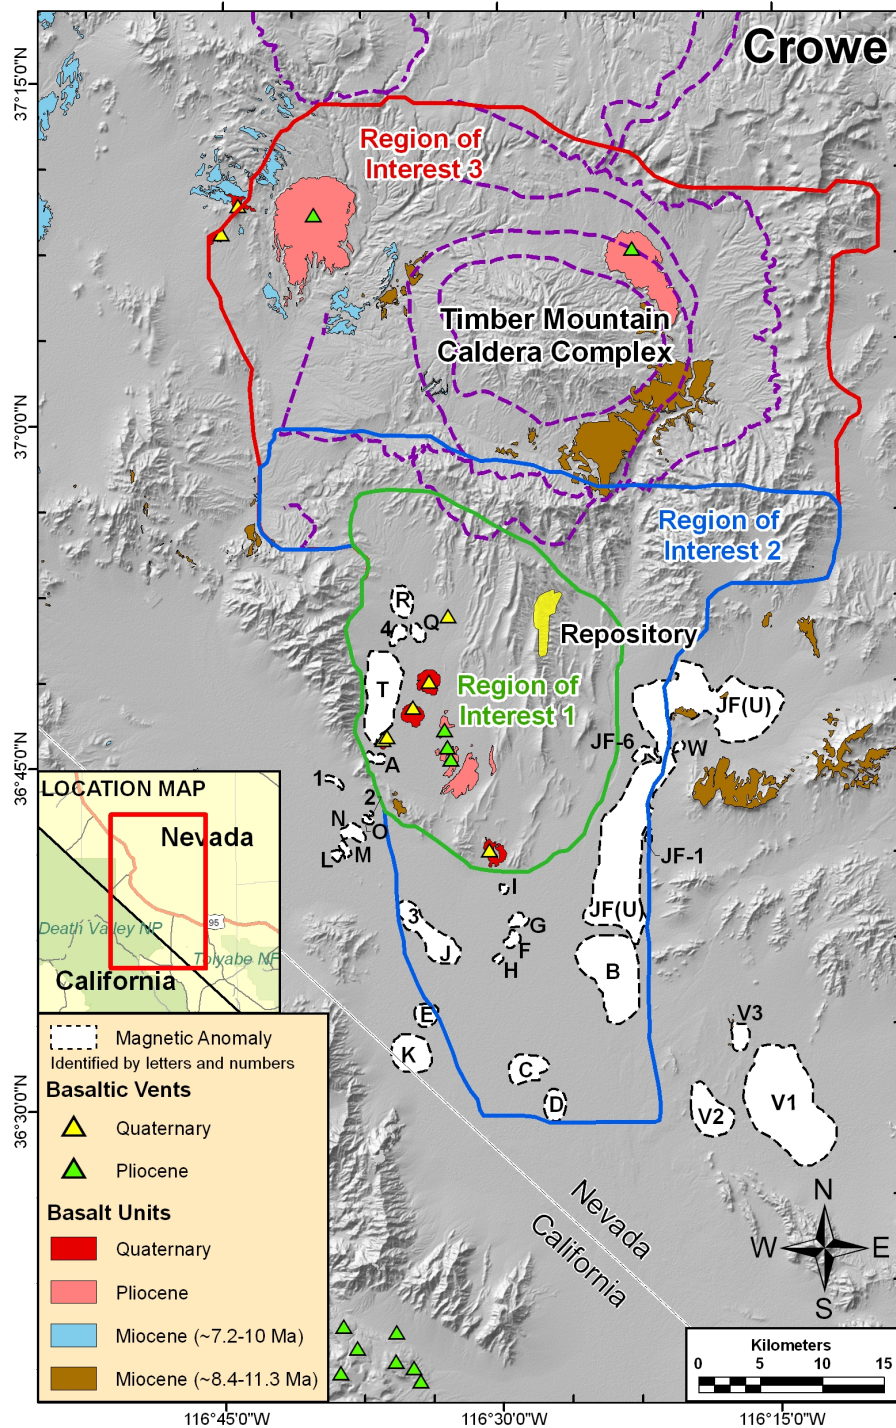 Crowe
37°15'0"N
Region of
Interest 3
Timber Mountain
Caldera Complex
37°0'0"N
Region of
Interest 2
R
4
Q
Repository
T
Region of
Interest 1
JF(U)
JF-6
W
36°45'0"N
A
1
2
N
O
L
M
JF-1
I
3
G
JF(U)
F
J
H
B
E
V3
K
C
D
V2
V1
36°30'0"N
LOCATION MAP
Nevada
95
Death Valley NP
Toiyabe NF
California
Magnetic Anomaly
Identified by letters and numbers
Basaltic Vents
Quaternary
Pliocene
Basalt Units
Quaternary
Pliocene
Miocene (~7.2-10 Ma)
Miocene (~8.4-11.3 Ma)
Nevada
California
N
W
E
S
Kilometers
0 5 10 15
116°45'0"W
116°30'0"W
116°15'0"W